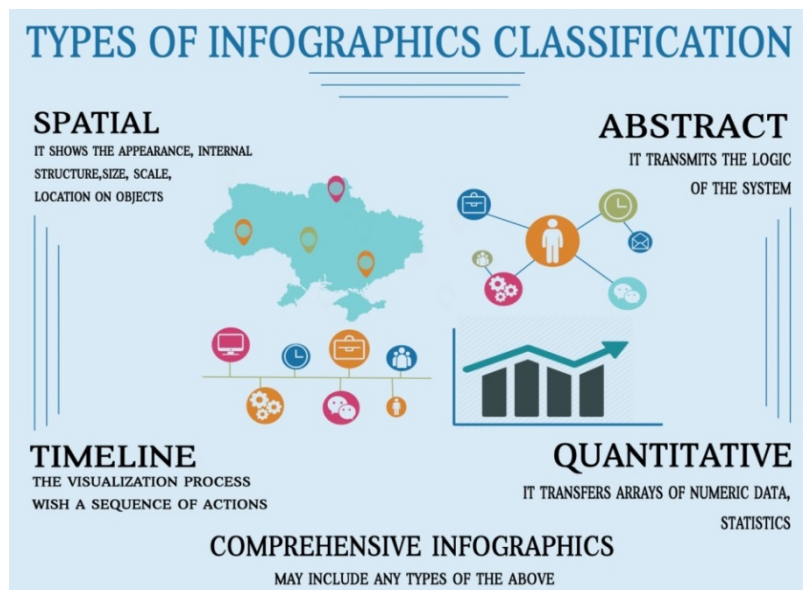 TYPES OF INFOGRAPHICS CLASSIFICATION
SPATIAL
IT SHOWS THE APPEARANCE, INTERNAL
STRUCTURE,SIZE, SCALE,
LOCATION ON OBJECTS
ABSTRACT
IT TRANSMITS THE LOGIC
OF THE SYSTEM
TIMELINE
THE VISUALIZATION PROCESS
WISH A SEQUENCE OF ACTIONS
QUANTITATIVE
IT TRANSFERS ARRAYS OF NUMERIC DATA,
STATISTICS
COMPREHENSIVE INFOGRAPHICS
MAY INCLUDE ANY TYPES OF THE ABOVE